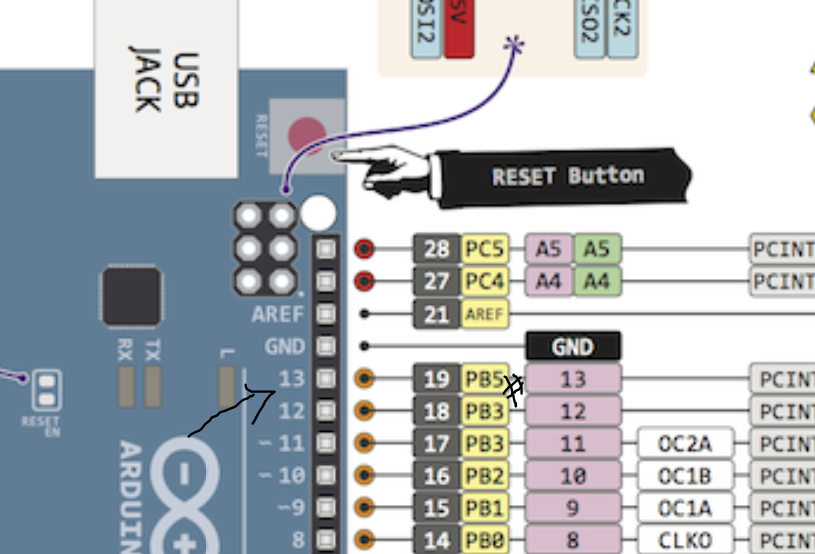 OSI2
5V
SO2
CK2
USB
JACK
RESET
RESET Button
28 PC5 A5 A5 PCINT
27 PC4 A4 A4 PCINT
AREF 21 AREF
GND GND
13 19 PB5 # 13 PCINT
12 18 PB3 12 PCINT
~ 11 17 PB3 11 OC2A PCINT
~ 10 16 PB2 10 OC1B PCINT
~9 15 PB1 9 OC1A PCINT
8 14 PB0 8 CLKO PCINT
RX
TX
L
RESET
EN
ARDUIN